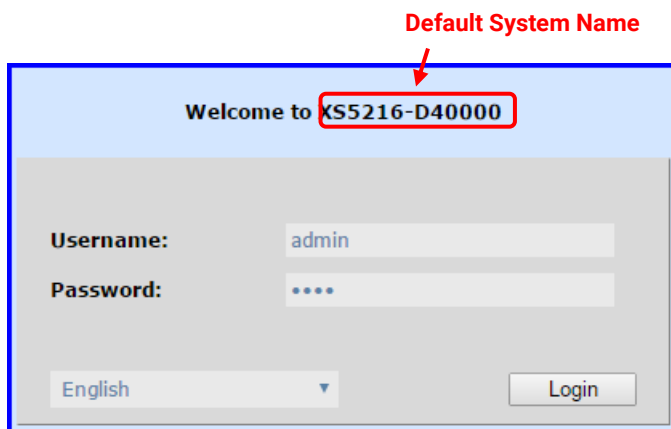 Default System Name
Welcome to XS5216-D40000
Username: admin
Password: ••••
English ▼ Login